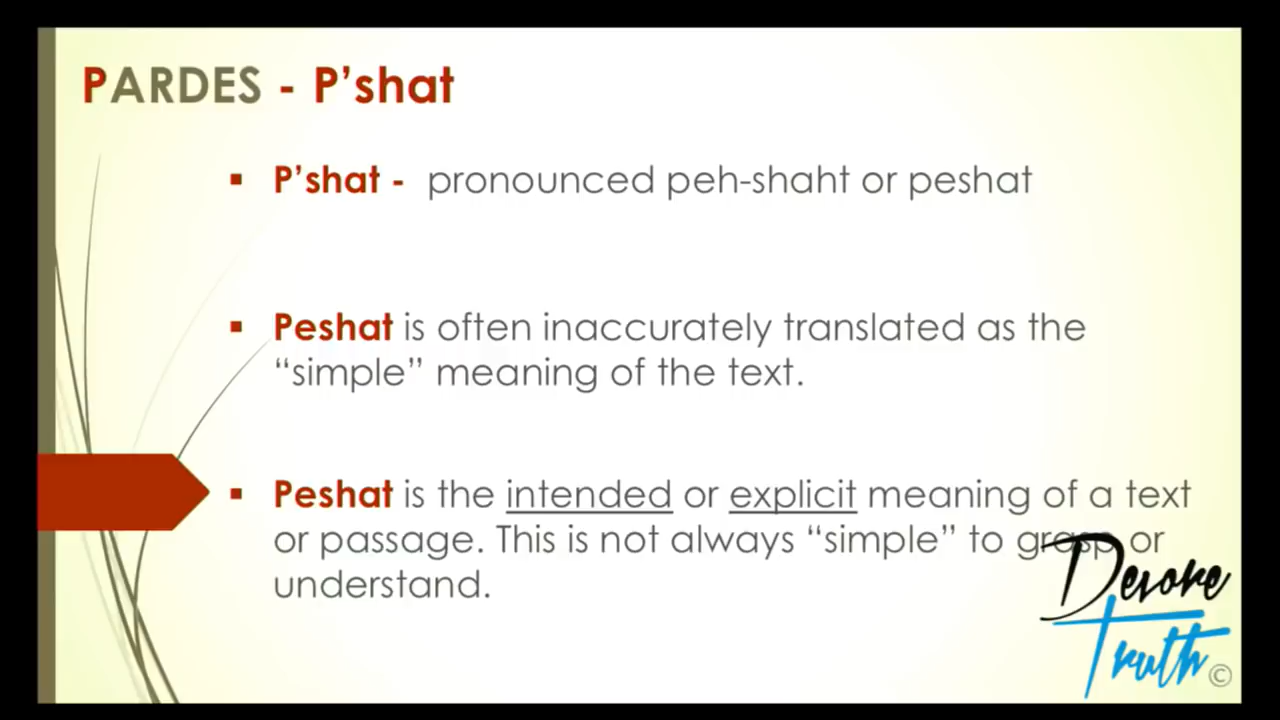 PARDES - P’shat
▪ P’shat - pronounced peh-shaht or peshat
▪ Peshat is often inaccurately translated as the
“simple” meaning of the text.
▪ Peshat is the intended or explicit meaning of a text
or passage. This is not always “simple” to grasp or
understand.
Devore
Truth ©